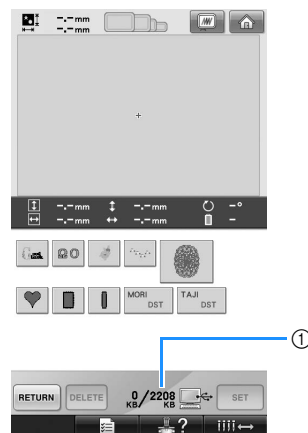 -.-mm
-.-mm
-.-mm -.-mm -°
-.-mm -.-mm -
MORI TAJI
DST DST
①
RETURN DELETE 0/2208 SET
KB KB
?